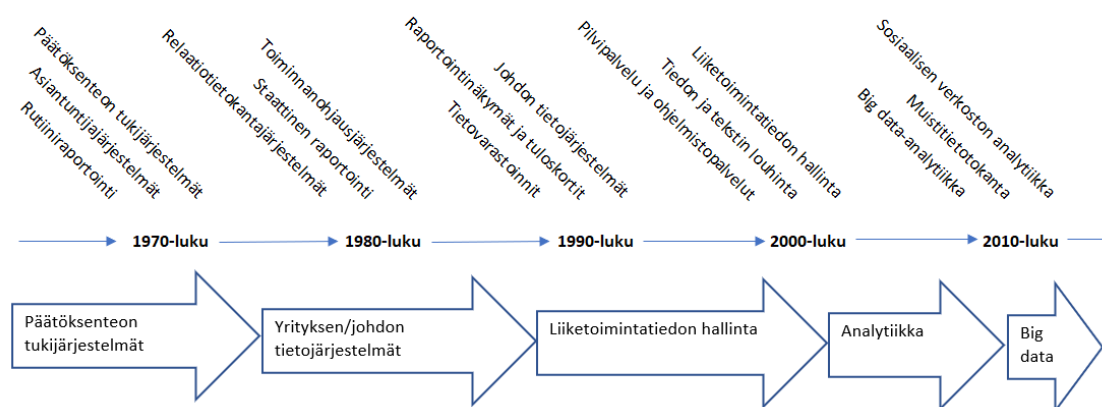 Päätöksenteon tukijärjestelmät
Asiantuntijajärjestelmät
Rutiiniraportointi
Toiminnanohjausjärjestelmät
Staattinen raportointi
Relaatiotietokantajärjestelmät
Johdon tietojärjestelmät
Raportointinäkymät ja tuloskortit
Tietovarastoinnit
Liiketoimintatiedon hallinta
Tiedon ja tekstin louhinta
Pilvipalvelu ja ohjelmistopalvelut
Sosiaalisen verkoston analytiikka
Muistitietotokanta
Big data-analytiikka
1970-luku
1980-luku
1990-luku
2000-luku
2010-luku
Päätöksenteon
tukijärjestelmät
Yrityksen/johdon
tietojärjestelmät
Liiketoimintatiedon hallinta
Analytiikka
Big
data